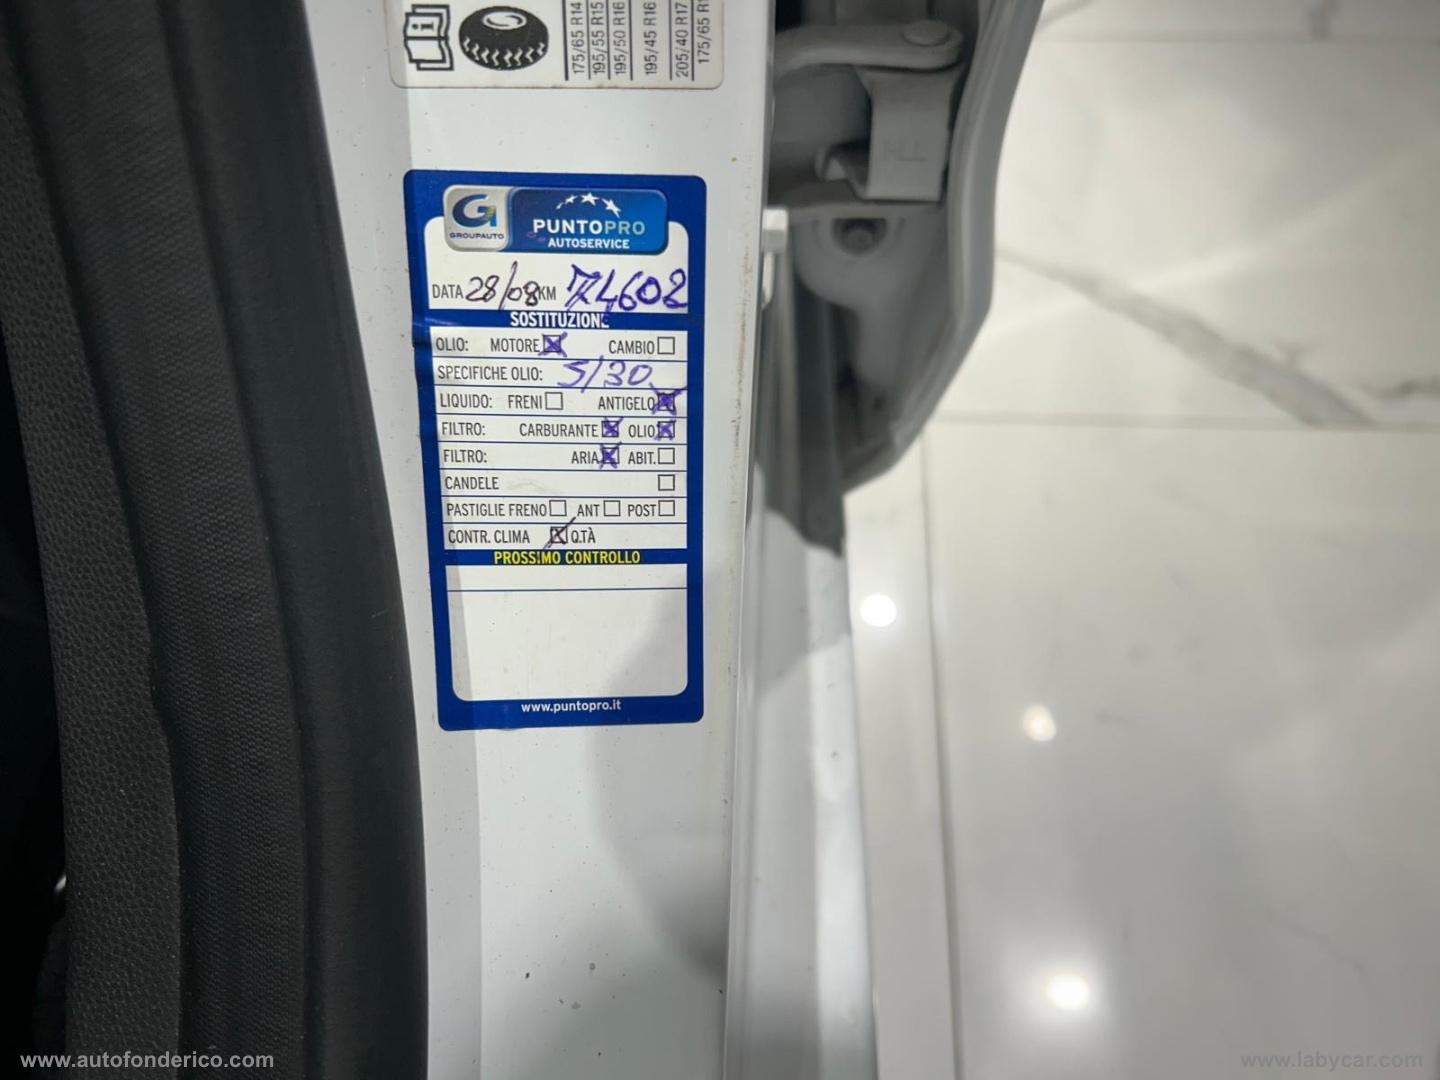 175/65 R14
195/55 R15
195/50 R16
195/45 R16
205/40 R17
GROUPAUTO
PUNTOPRO
AUTOSERVICE
DATA 28/08 KM 74602
SOSTITUZIONE
OLIO: MOTORE CAMBIO
SPECIFICHE OLIO: 5/30
LIQUIDO: FRENI ANTIGELO
FILTRO: CARBURANTE OLIO
FILTRO: ARIA ABIT.
CANDELE
PASTIGLIE FRENO ANT POST
CONTR. CLIMA Q.TÀ
PROSSIMO CONTROLLO
www.puntopro.it
www.autofonderico.com
www.labycar.com